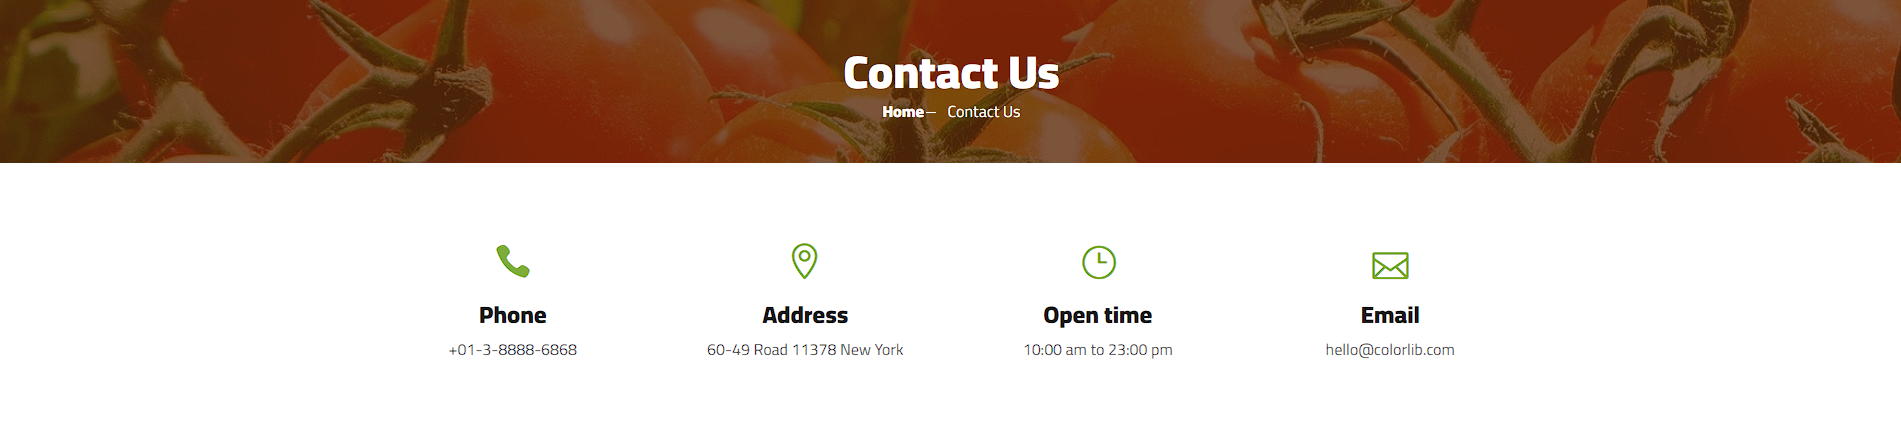 Contact Us
Home— Contact Us
Phone
+01-3-8888-6868
Address
60-49 Road 11378 New York
Open time
10:00 am to 23:00 pm
Email
hello@colorlib.com